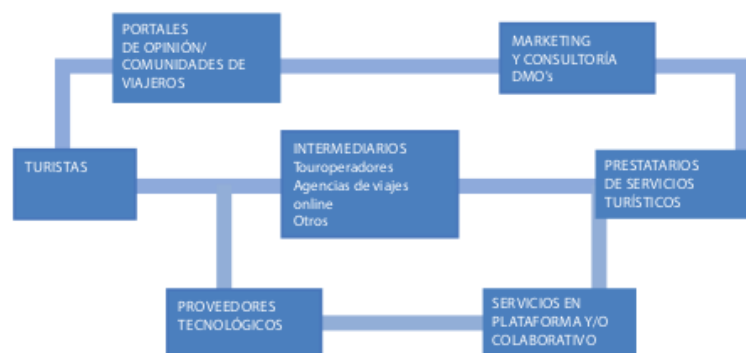 PORTALES
DE OPINIÓN/
COMUNIDADES DE
VIAJEROS
MARKETING
Y CONSULTORÍA
DMO's
TURISTAS
INTERMEDIARIOS
Touroperadores
Agencias de viajes
online
Otros
PRESTATARIOS
DE SERVICIOS
TURÍSTICOS
PROVEEDORES
TECNOLÓGICOS
SERVICIOS EN
PLATAFORMA Y/O
COLABORATIVO